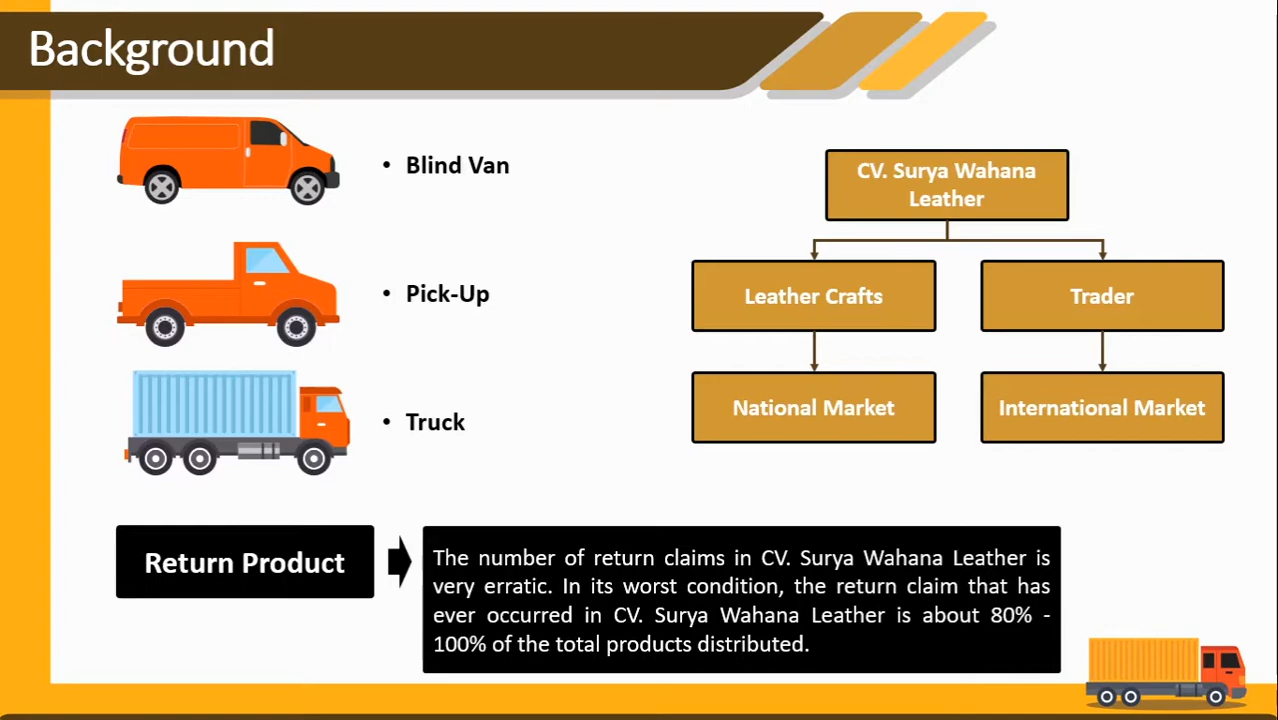 Background
• Blind Van
• Pick-Up
• Truck
CV. Surya Wahana
Leather
Leather Crafts
Trader
National Market
International Market
Return Product
The number of return claims in CV. Surya Wahana Leather is
very erratic. In its worst condition, the return claim that has
ever occurred in CV. Surya Wahana Leather is about 80% -
100% of the total products distributed.